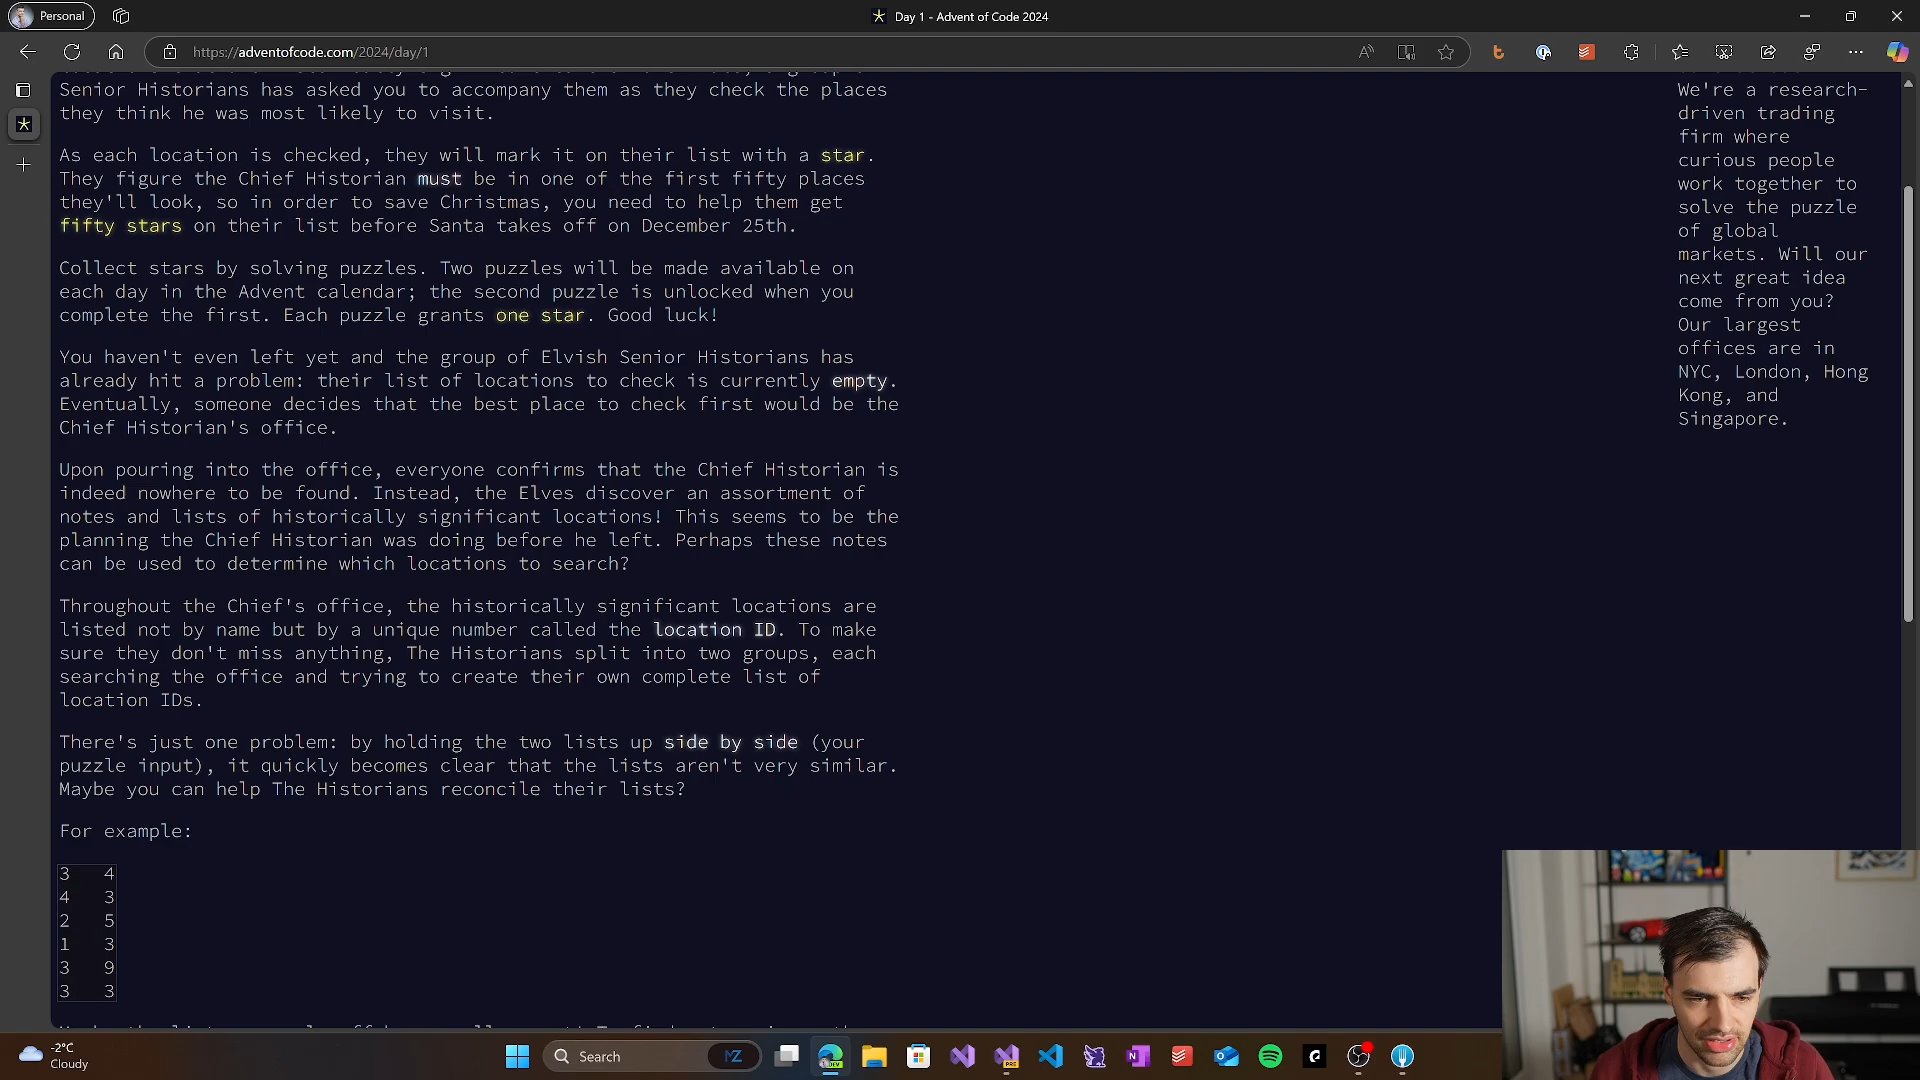 Personal
Day 1 - Advent of Code 2024
https://adventofcode.com/2024/day/1
Senior Historians has asked you to accompany them as they check the places
they think he was most likely to visit.
As each location is checked, they will mark it on their list with a star.
They figure the Chief Historian must be in one of the first fifty places
they'll look, so in order to save Christmas, you need to help them get
fifty stars on their list before Santa takes off on December 25th.
Collect stars by solving puzzles. Two puzzles will be made available on
each day in the Advent calendar; the second puzzle is unlocked when you
complete the first. Each puzzle grants one star. Good luck!
You haven't even left yet and the group of Elvish Senior Historians has
already hit a problem: their list of locations to check is currently empty.
Eventually, someone decides that the best place to check first would be the
Chief Historian's office.
Upon pouring into the office, everyone confirms that the Chief Historian is
indeed nowhere to be found. Instead, the Elves discover an assortment of
notes and lists of historically significant locations! This seems to be the
planning the Chief Historian was doing before he left. Perhaps these notes
can be used to determine which locations to search?
Throughout the Chief's office, the historically significant locations are
listed not by name but by a unique number called the location ID. To make
sure they don't miss anything, The Historians split into two groups, each
searching the office and trying to create their own complete list of
location IDs.
There's just one problem: by holding the two lists up side by side (your
puzzle input), it quickly becomes clear that the lists aren't very similar.
Maybe you can help The Historians reconcile their lists?
For example:
3   4
4   3
2   5
1   3
3   9
3   3
We're a research-
driven trading
firm where
curious people
work together to
solve the puzzle
of global
markets. Will our
next great idea
come from you?
Our largest
offices are in
NYC, London, Hong
Kong, and
Singapore.
-2°C
Cloudy
Search